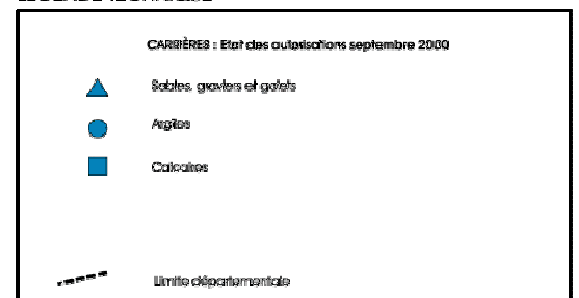 CARRIÈRES : Etat des autorisations septembre 2000
Sables, graviers et galets
Argiles
Calcaires
Limite départementale